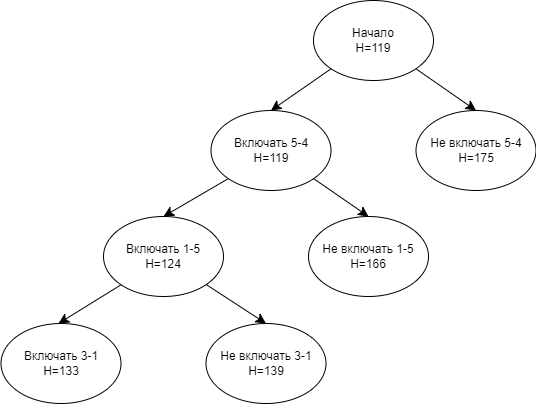 Начало
H=119
Включать 5-4
H=119
Не включать 5-4
H=175
Включать 1-5
H=124
Не включать 1-5
H=166
Включать 3-1
H=133
Не включать 3-1
H=139